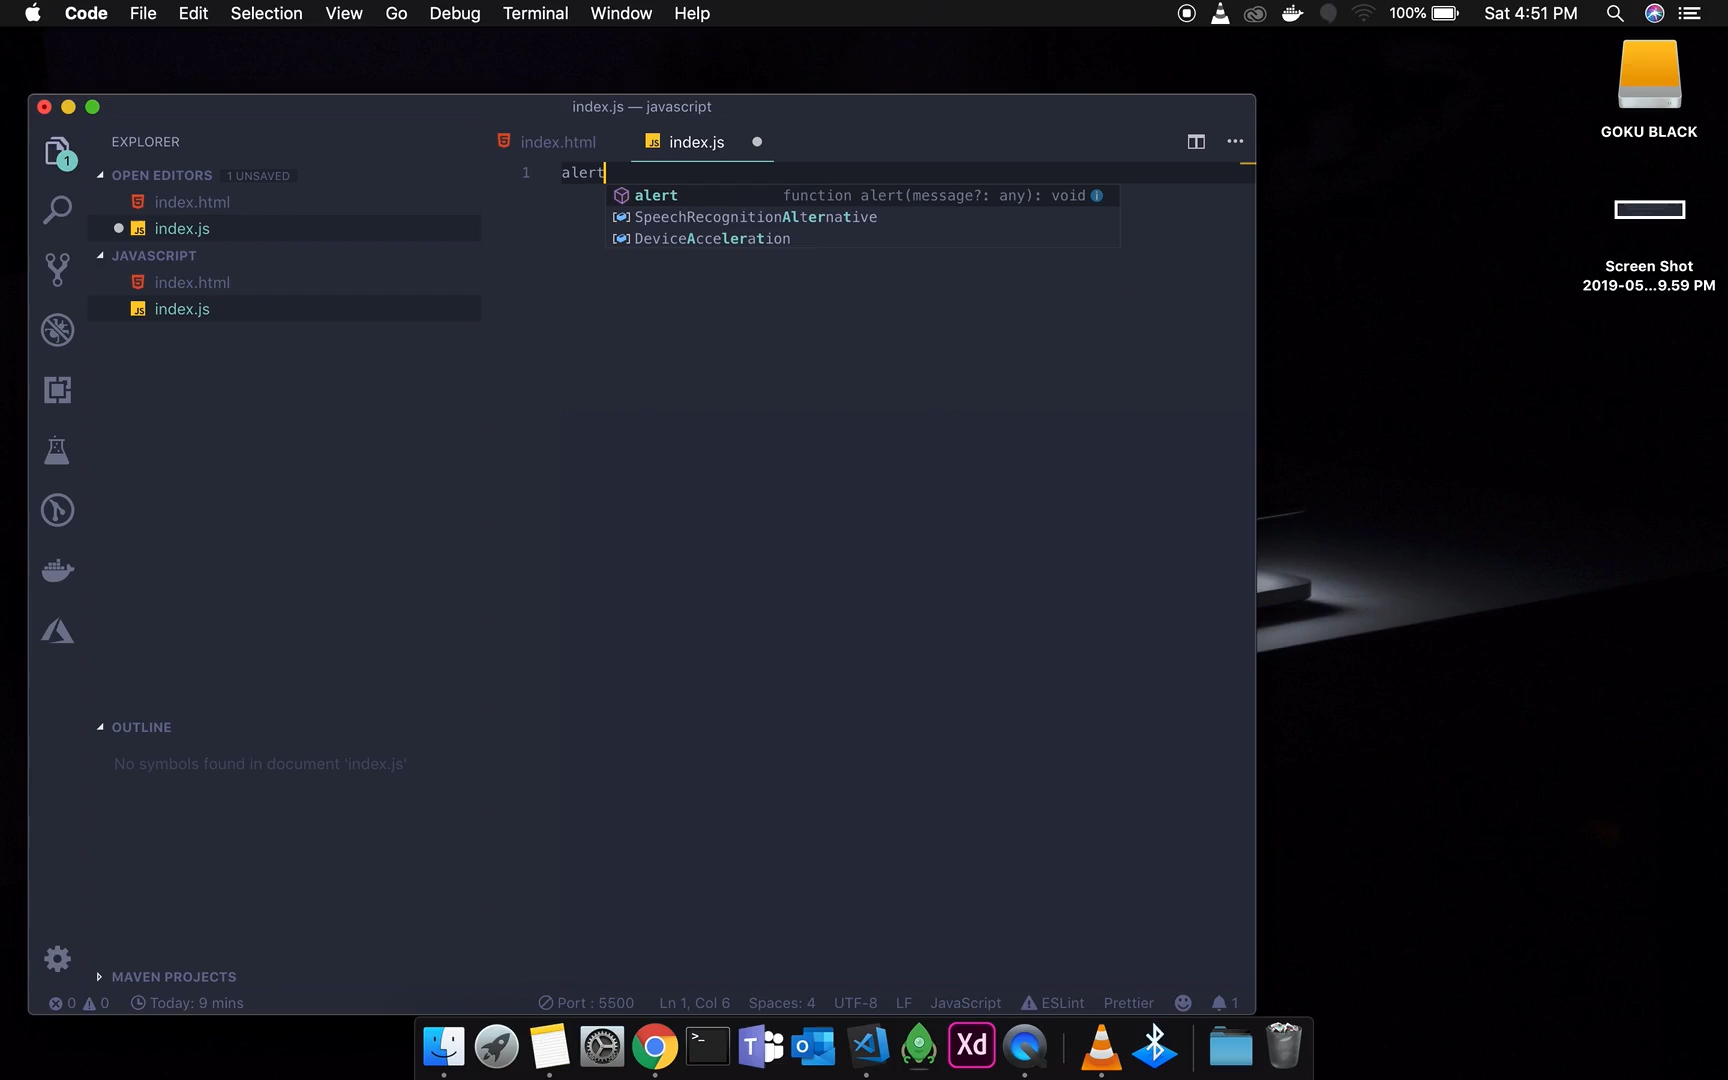 Code File Edit Selection View Go Debug Terminal Window Help 100% Sat 4:51 PM
GOKU BLACK
Screen Shot
2019-05...9.59 PM
index.js — javascript
EXPLORER
index.html index.js
1
OPEN EDITORS 1 UNSAVED
index.html
index.js
JAVASCRIPT
index.html
index.js
1 alert
alert function alert(message?: any): void
SpeechRecognitionAlternative
DeviceAcceleration
OUTLINE
No symbols found in document 'index.js'
MAVEN PROJECTS
0 0 Today: 9 mins Port : 5500 Ln 1, Col 6 Spaces: 4 UTF-8 LF JavaScript ESLint Prettier 1
>_ T O Xd